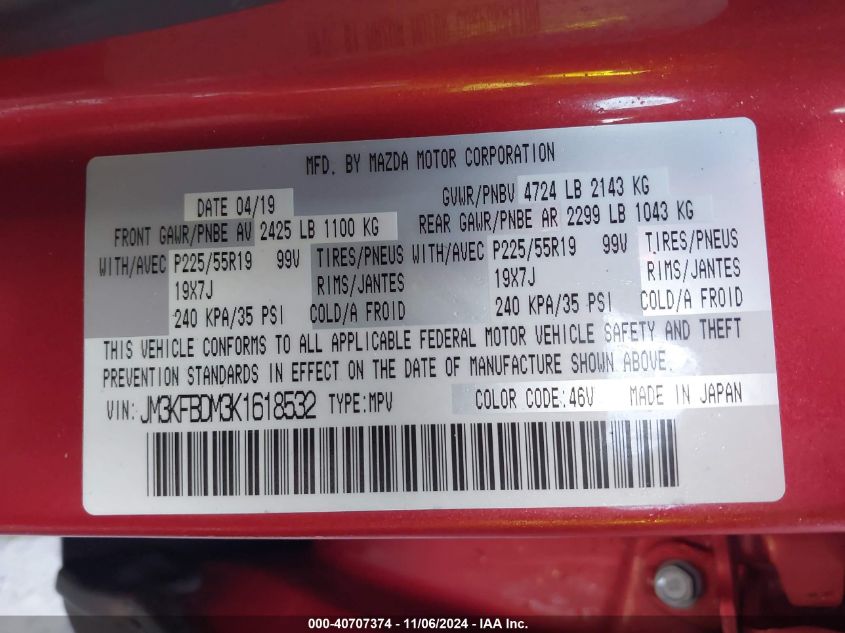 MFD. BY MAZDA MOTOR CORPORATION
DATE 04/19 GVWR/PNBV 4724 LB 2143 KG
FRONT GAWR/PNBE AV 2425 LB 1100 KG REAR GAWR/PNBE AR 2299 LB 1043 KG
WITH/AVEC P225/55R19 99V TIRES/PNEUS WITH/AVEC P225/55R19 99V TIRES/PNEUS
19X7J RIMS/JANTES 19X7J RIMS/JANTES
240 KPA/35 PSI COLD/A FROID 240 KPA/35 PSI COLD/A FROID
THIS VEHICLE CONFORMS TO ALL APPLICABLE FEDERAL MOTOR VEHICLE SAFETY AND THEFT
PREVENTION STANDARDS IN EFFECT ON THE DATE OF MANUFACTURE SHOWN ABOVE.
VIN: JM3KFBDM3K1618532 TYPE:MPV COLOR CODE:46V MADE IN JAPAN
000-40707374 - 11/06/2024 - IAA Inc.